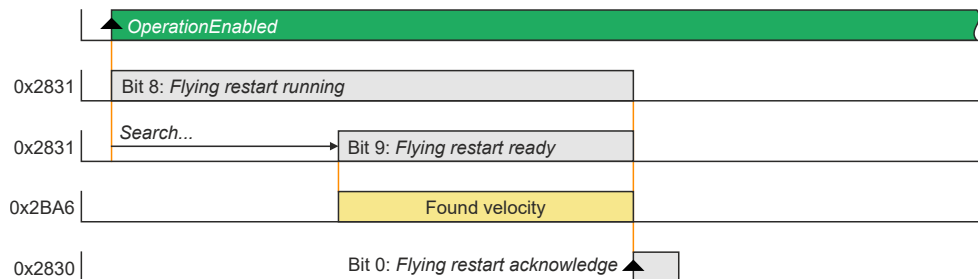 OperationEnabled
0x2831 Bit 8: Flying restart running
Search...
0x2831 Bit 9: Flying restart ready
0x2BA6 Found velocity
0x2830 Bit 0: Flying restart acknowledge